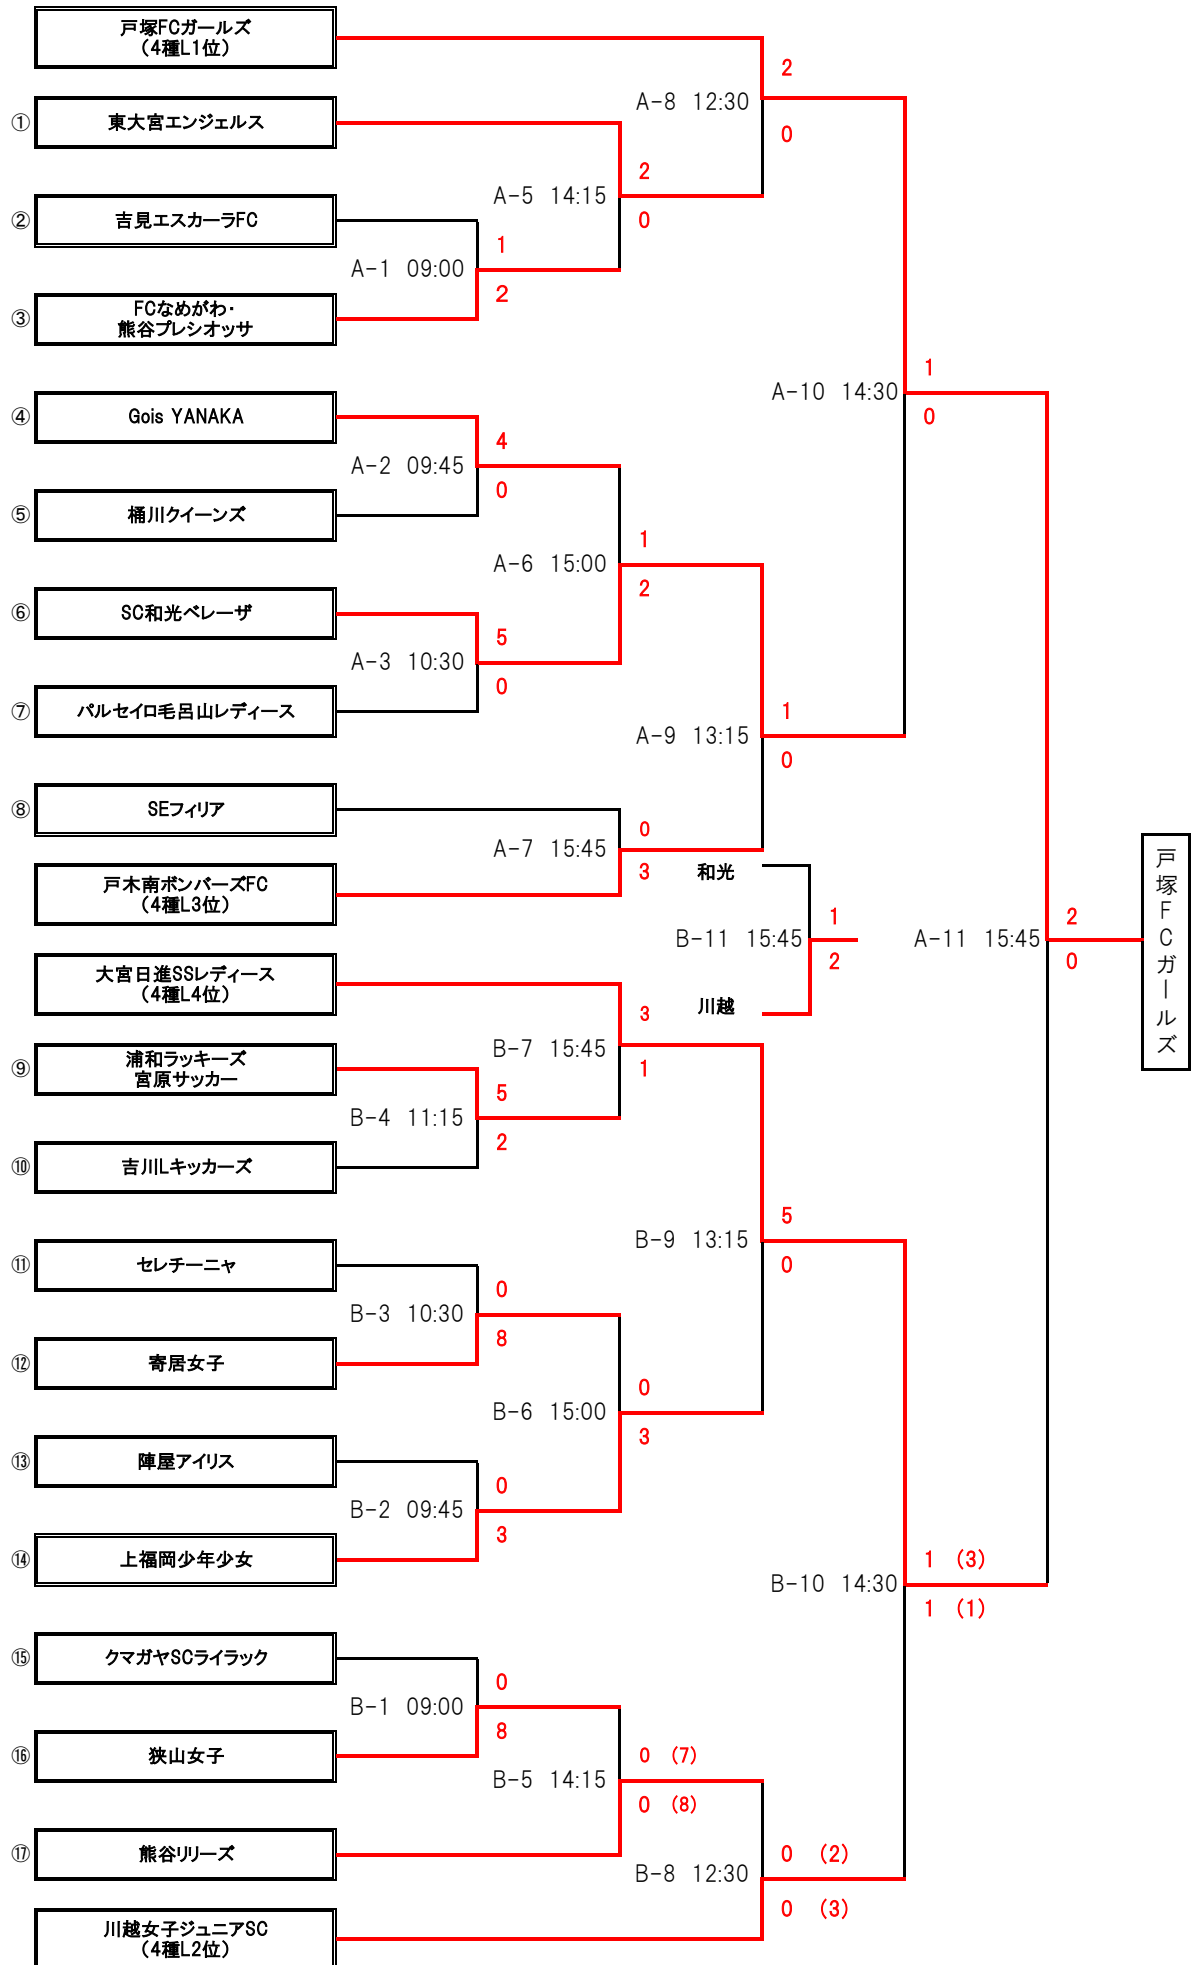 戸塚FCガールズ
（4種L1位）
2
A-8 12:30
① 東大宮エンジェルス
0
2
A-5 14:15
② 吉見エスカーラFC
0
1
A-1 09:00
2
③ FCなめがわ・
熊谷プレシオッサ
1
A-10 14:30
0
④ Gois YANAKA
4
A-2 09:45
0
⑤ 桶川クイーンズ
1
A-6 15:00
2
⑥ SC和光ベレーザ
5
A-3 10:30
0
⑦ パルセイロ毛呂山レディース
1
A-9 13:15
0
⑧ SEフィリア
0
A-7 15:45
3
和光
戸木南ボンバーズFC
（4種L3位）
1
B-11 15:45
2
川越
2
A-11 15:45
0
戸塚FCガールズ
大宮日進SSレディース
（4種L4位）
3
B-7 15:45
1
⑨ 浦和ラッキーズ
宮原サッカー
5
B-4 11:15
2
⑩ 吉川Lキッカーズ
5
B-9 13:15
0
⑪ セレチーニャ
0
B-3 10:30
8
⑫ 寄居女子
0
B-6 15:00
3
⑬ 陣屋アイリス
0
B-2 09:45
3
⑭ 上福岡少年少女
1 （3）
B-10 14:30
1 （1）
⑮ クマガヤSCライラック
0
B-1 09:00
8
⑯ 狭山女子
0 （7）
B-5 14:15
0 （8）
⑰ 熊谷リリーズ
0 （2）
B-8 12:30
0 （3）
川越女子ジュニアSC
（4種L2位）